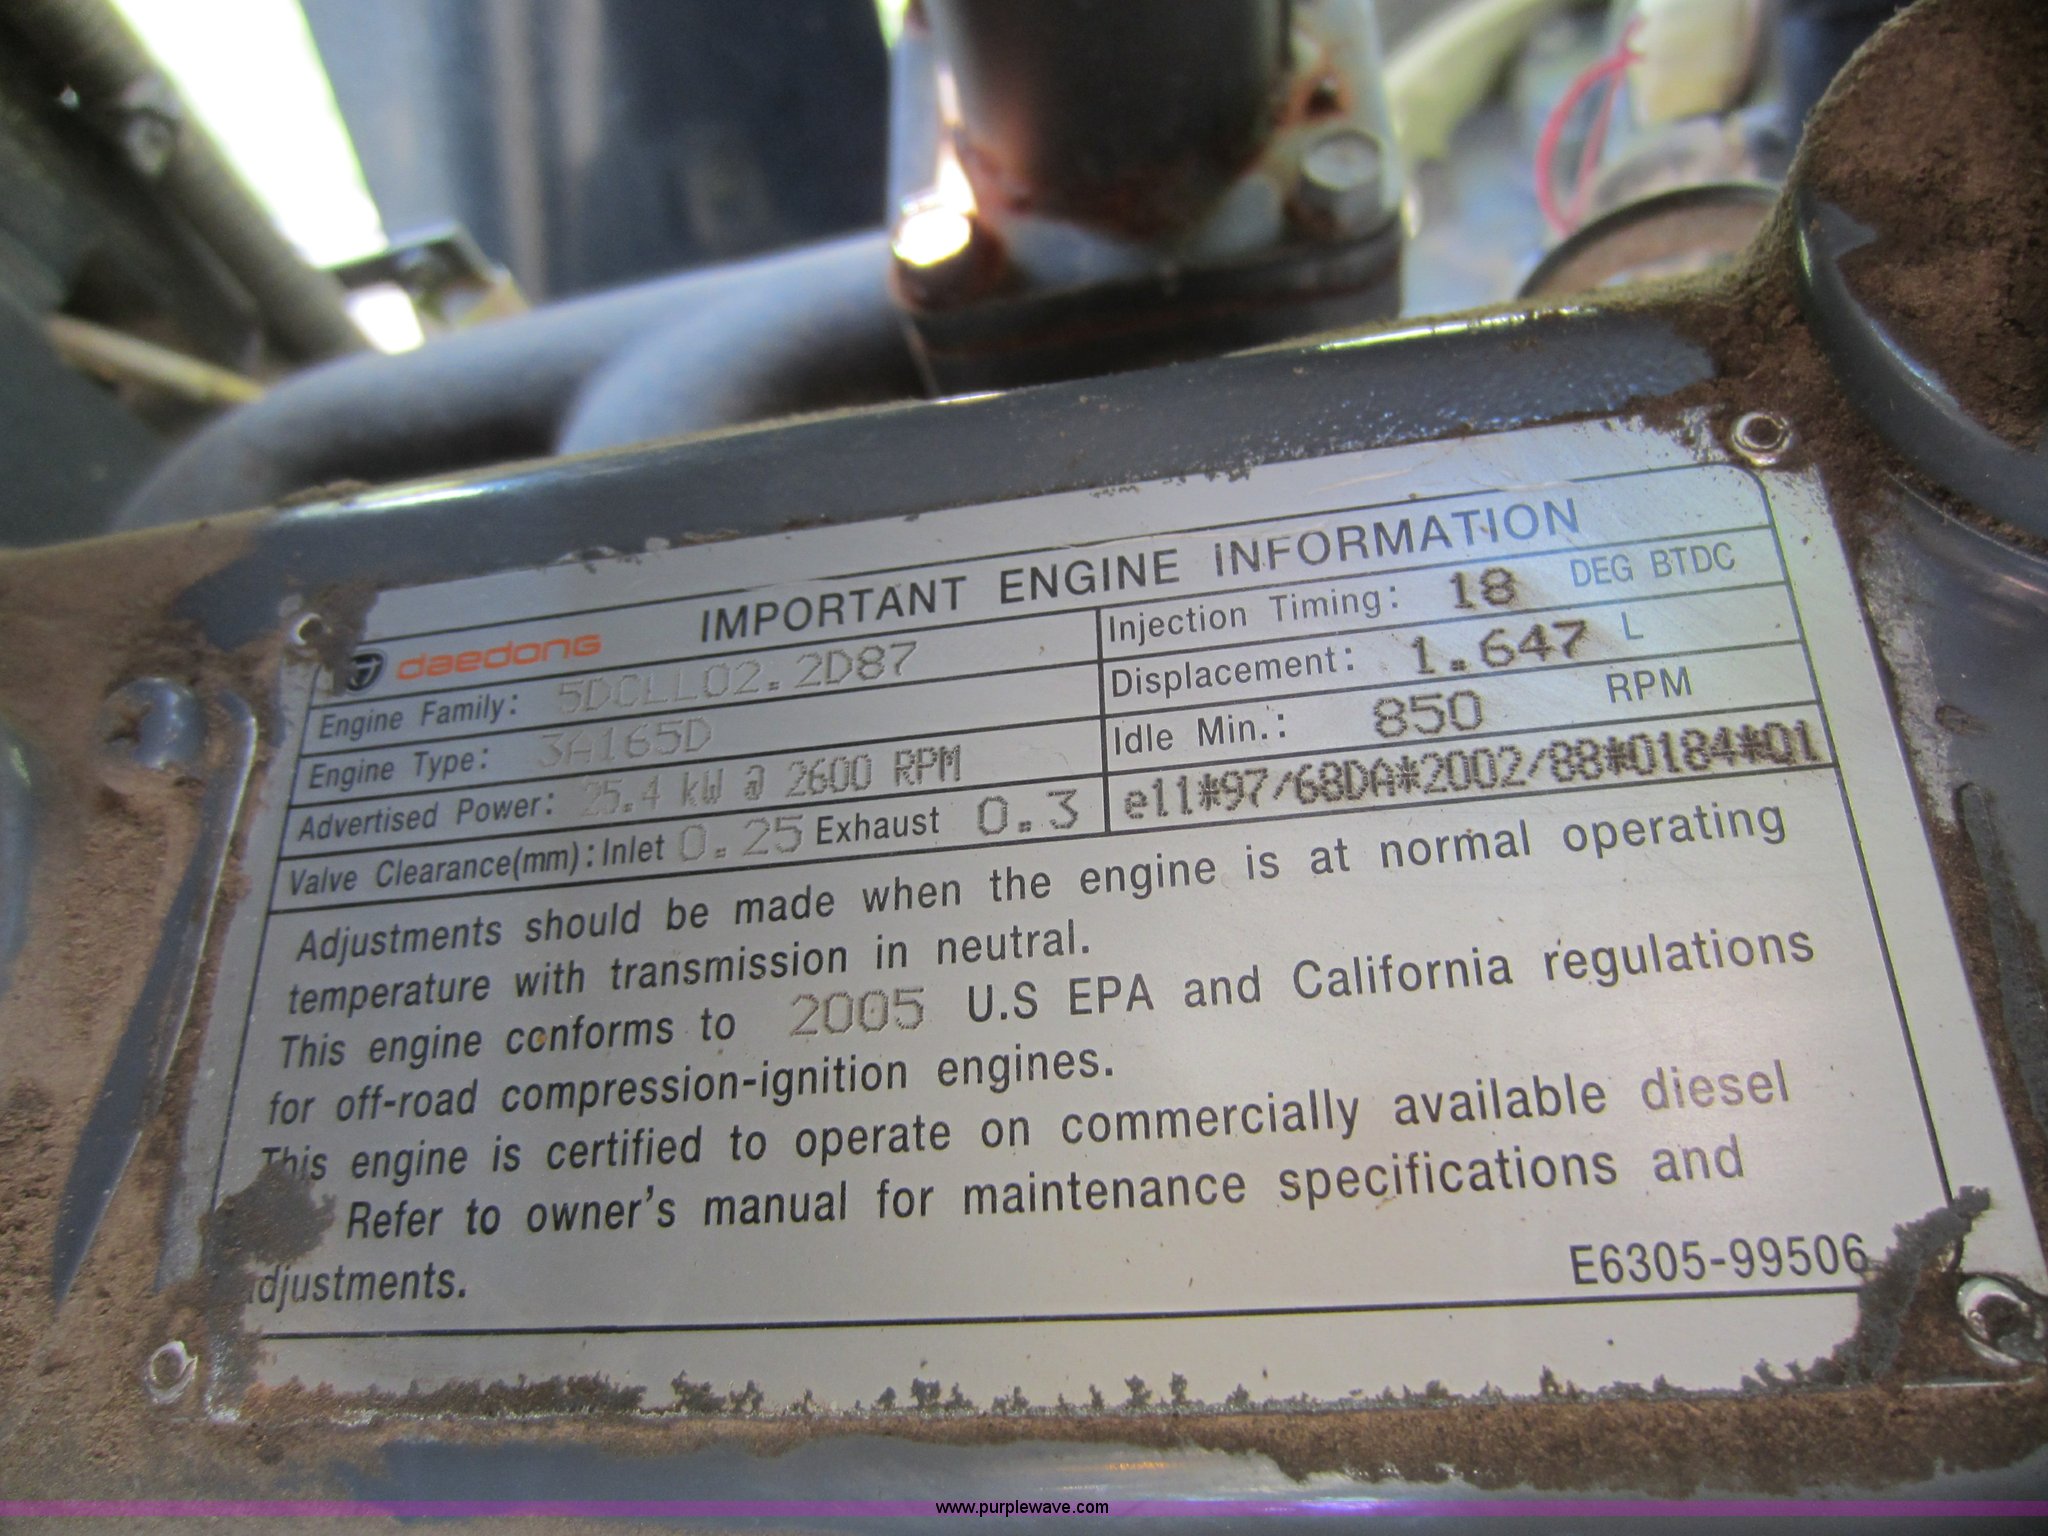 daedong IMPORTANT ENGINE INFORMATION
Engine Family: 5DCLL02.2D87
Injection Timing: 18 DEG BTDC
Engine Type: 3A165D
Displacement: 1.647 L
Advertised Power: 25.4 kW @ 2600 RPM
Idle Min.: 850 RPM
Valve Clearance(mm): Inlet 0.25 Exhaust 0.3
e11*97/68DA*2002/88*0184*01
Adjustments should be made when the engine is at normal operating
temperature with transmission in neutral.
This engine conforms to 2005 U.S EPA and California regulations
for off-road compression-ignition engines.
This engine is certified to operate on commercially available diesel
Refer to owner's manual for maintenance specifications and
djustments.
E6305-99506
www.purplewave.com